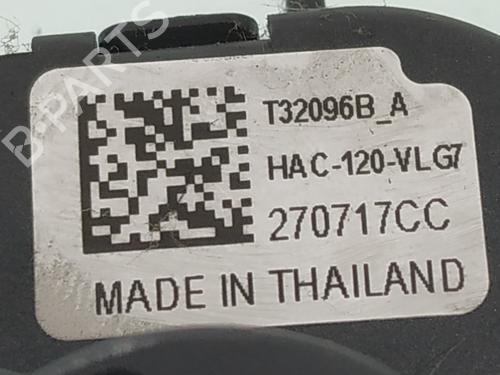 B-PARTS
T32096B_A
HAC-120-VLG7
270717CC
MADE IN THAILAND